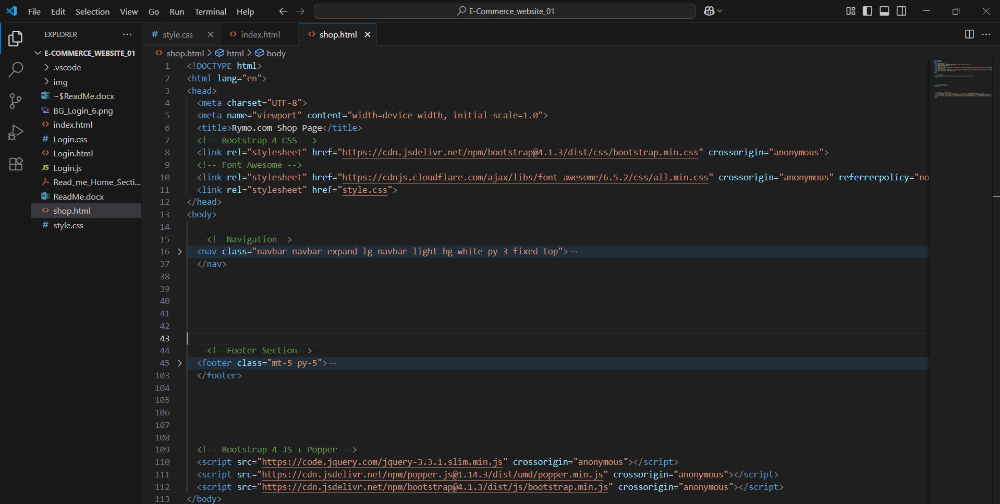 File Edit Selection View Go Run Terminal Help
E-Commerce_website_01
EXPLORER
E-COMMERCE_WEBSITE_01
.vscode
img
~$ReadMe.docx
BG_Login_6.png
index.html
Login.css
Login.html
JS Login.js
Read_me_Home_Secti...
ReadMe.docx
shop.html
# style.css
# style.css
index.html
shop.html
shop.html > html > body
1 <!DOCTYPE html>
2 <html lang="en">
3 <head>
4 <meta charset="UTF-8">
5 <meta name="viewport" content="width=device-width, initial-scale=1.0">
6 <title>Rymo.com Shop Page</title>
7 <!-- Bootstrap 4 CSS -->
8 <link rel="stylesheet" href="https://cdn.jsdelivr.net/npm/bootstrap@4.1.3/dist/css/bootstrap.min.css" crossorigin="anonymous">
9 <!-- Font Awesome -->
10 <link rel="stylesheet" href="https://cdnjs.cloudflare.com/ajax/libs/font-awesome/6.5.2/css/all.min.css" crossorigin="anonymous" referrerpolicy="no
11 <link rel="stylesheet" href="style.css">
12 </head>
13 <body>
14
15 <!--Navigation-->
16 <nav class="navbar navbar-expand-lg navbar-light bg-white py-3 fixed-top">···
37 </nav>
38
39
40
41
42
43
44 <!--Footer Section-->
45 <footer class="mt-5 py-5">···
103 </footer>
104
105
106
107
108
109 <!-- Bootstrap 4 JS + Popper -->
110 <script src="https://code.jquery.com/jquery-3.3.1.slim.min.js" crossorigin="anonymous"></script>
111 <script src="https://cdn.jsdelivr.net/npm/popper.js@1.14.3/dist/umd/popper.min.js" crossorigin="anonymous"></script>
112 <script src="https://cdn.jsdelivr.net/npm/bootstrap@4.1.3/dist/js/bootstrap.min.js" crossorigin="anonymous"></script>
113 </body>